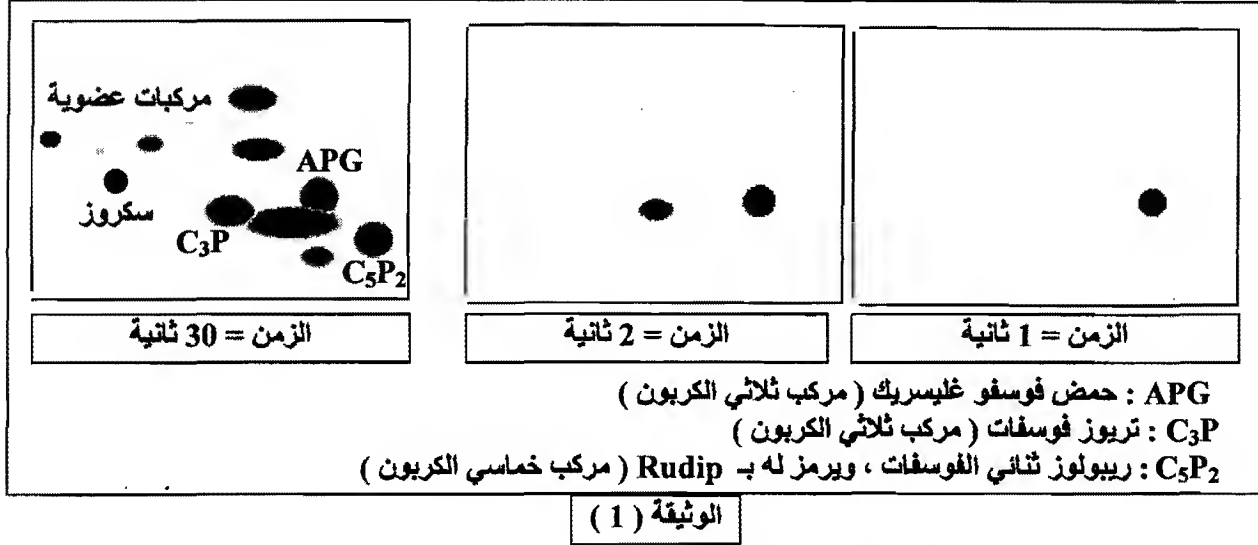 مركبات عضوية
APG
سكروز
C₃P
C₅P₂
الزمن = 1 ثانية
الزمن = 2 ثانية
الزمن = 30 ثانية
APG : حمض فوسفو غليسريك ( مركب ثلاثي الكربون )
C₃P : تريوز فوسفات ( مركب ثلاثي الكربون )
C₅P₂ : ريبولوز ثنائي الفوسفات ، ويرمز له بـ Rudip ( مركب خماسي الكربون )
الوثيقة ( 1 )